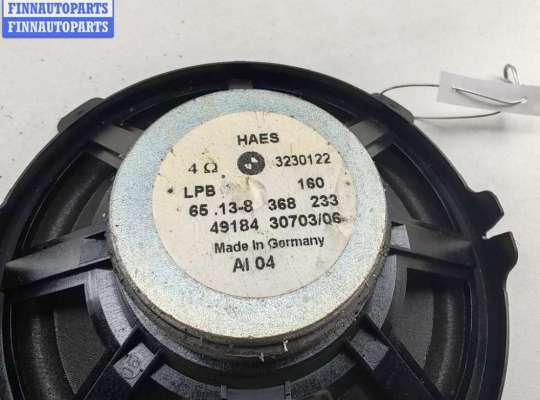 FINNAUTOPARTS
FINNAUTOPARTS
HAES
4 Ω 3230122
LPB 160
65 .13-8 368 233
49184 30703/06
Made In Germany
AI 04